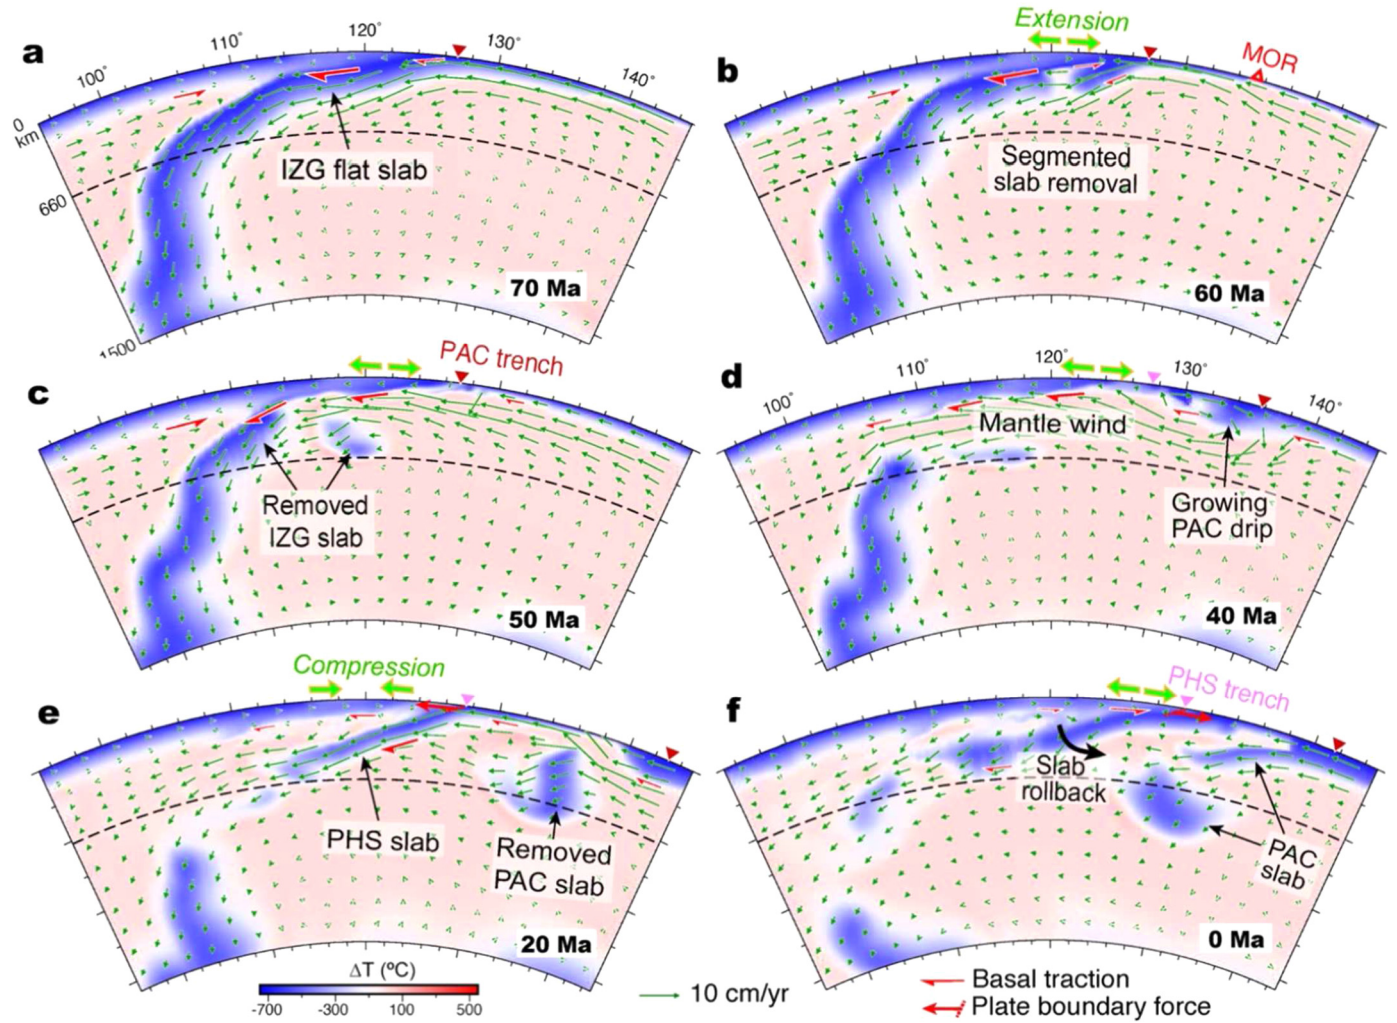 a
100°
110°
120°
130°
140°
0
km
660
1500
IZG flat slab
70 Ma
b
Extension
MOR
Segmented
slab removal
60 Ma
c
PAC trench
Removed
IZG slab
50 Ma
d
100°
110°
120°
130°
140°
Mantle wind
Growing
PAC drip
40 Ma
e
Compression
PHS slab
Removed
PAC slab
20 Ma
f
PHS trench
Slab
rollback
PAC
slab
0 Ma
ΔT (ºC)
-700 -300 100 500
10 cm/yr
Basal traction
Plate boundary force